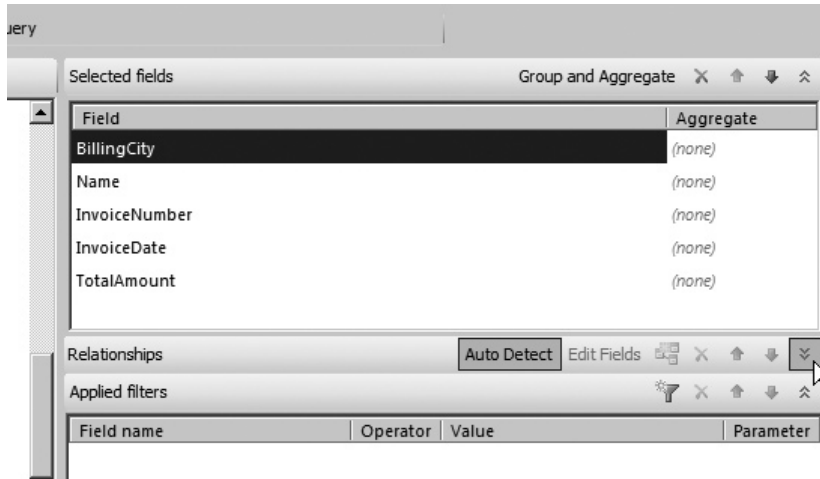 Selected fields Group and Aggregate
Field Aggregate
BillingCity (none)
Name (none)
InvoiceNumber (none)
InvoiceDate (none)
TotalAmount (none)
Relationships Auto Detect Edit Fields
Applied filters
Field name Operator Value Parameter